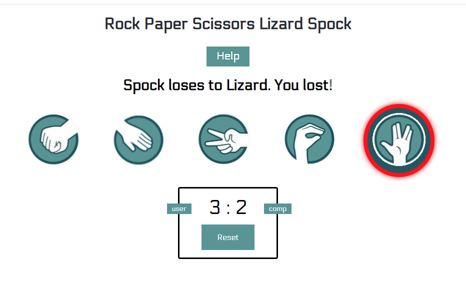 Rock Paper Scissors Lizard Spock
Help
Spock loses to Lizard. You lost!
user
3 : 2
comp
Reset